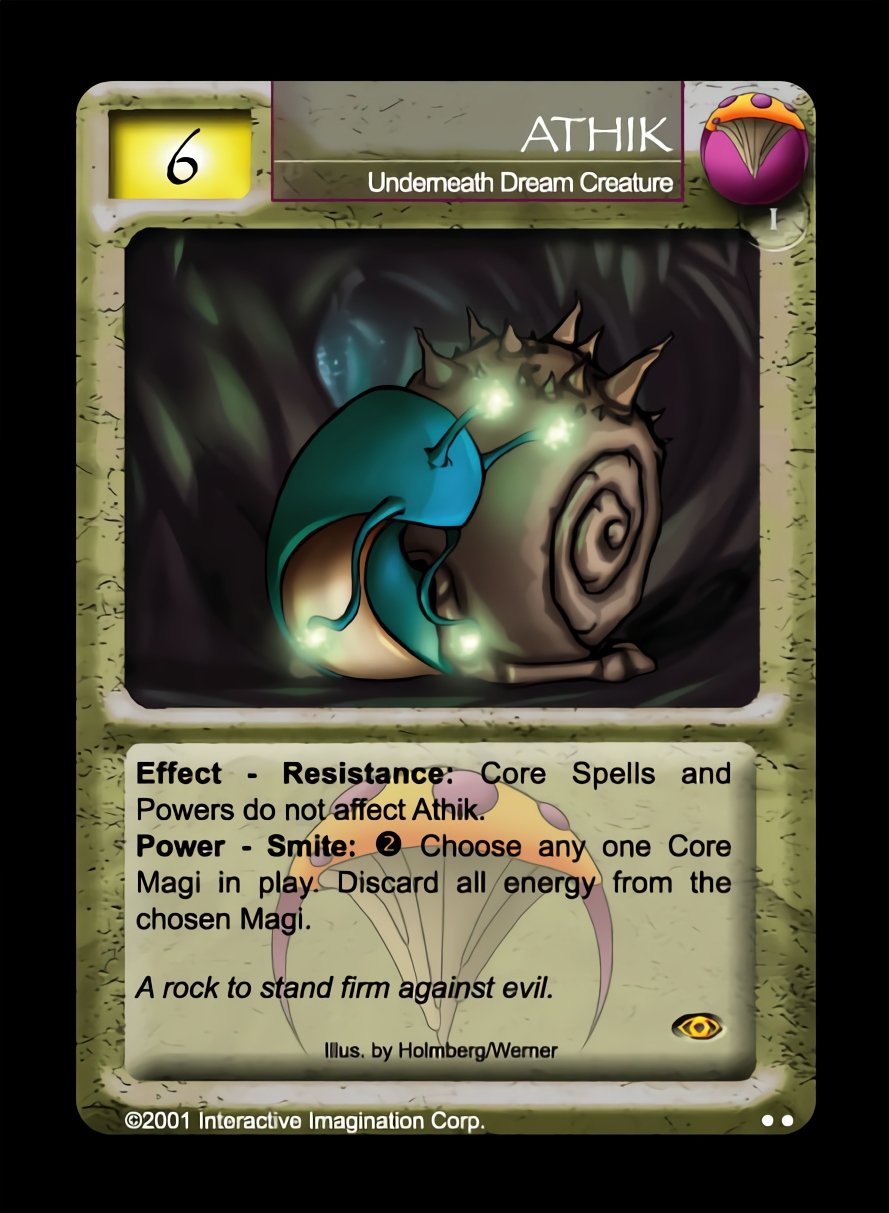 6
ATHIK
Underneath Dream Creature
I
Effect - Resistance: Core Spells and
Powers do not affect Athik.
Power - Smite: ❷ Choose any one Core
Magi in play. Discard all energy from the
chosen Magi.
A rock to stand firm against evil.
Illus. by Holmberg/Werner
©2001 Interactive Imagination Corp.